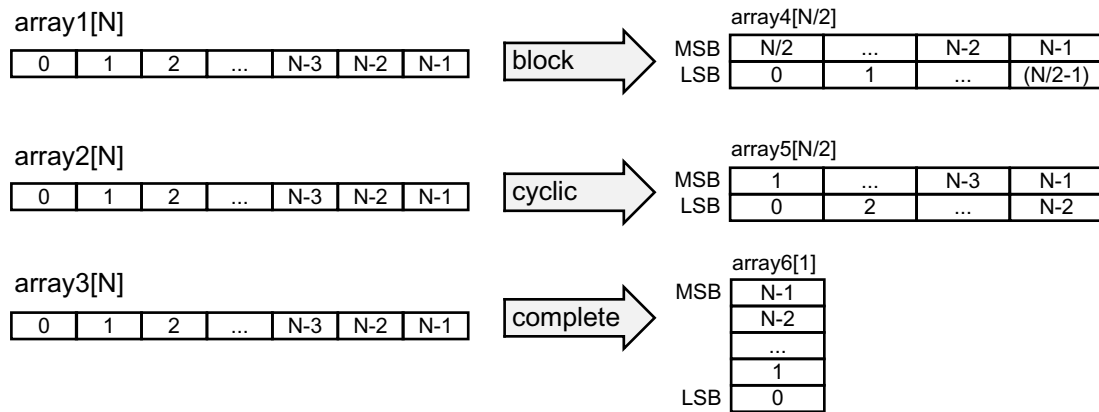 array1[N]
0 1 2 ... N-3 N-2 N-1
block
array4[N/2]
MSB N/2 ... N-2 N-1
LSB 0 1 ... (N/2-1)
array2[N]
0 1 2 ... N-3 N-2 N-1
cyclic
array5[N/2]
MSB 1 ... N-3 N-1
LSB 0 2 ... N-2
array3[N]
0 1 2 ... N-3 N-2 N-1
complete
array6[1]
MSB N-1
N-2
...
1
LSB 0